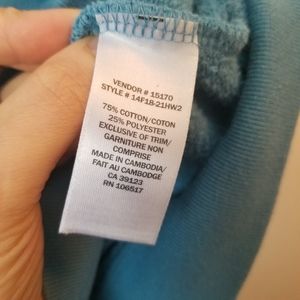 VENDOR # 15170
STYLE # 14F18-21HW2
75% COTTON/COTON
25% POLYESTER
EXCLUSIVE OF TRIM/
GARNITURE NON
COMPRISE
MADE IN CAMBODIA/
FAIT AU CAMBODGE
CA 39123
RN 106517